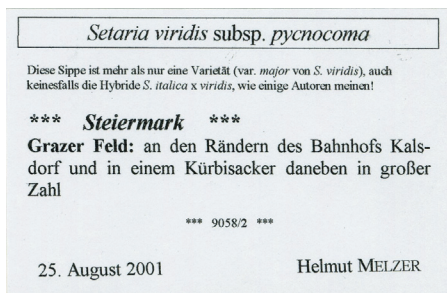 Setaria viridis subsp. pycnocoma
Diese Sippe ist mehr als nur eine Varietät (var. major von S. viridis), auch
keinesfalls die Hybride S. italica x viridis, wie einige Autoren meinen!
*** Steiermark ***
Grazer Feld: an den Rändern des Bahnhofs Kals-
dorf und in einem Kürbisacker daneben in großer
Zahl
*** 9058/2 ***
25. August 2001 Helmut MELZER